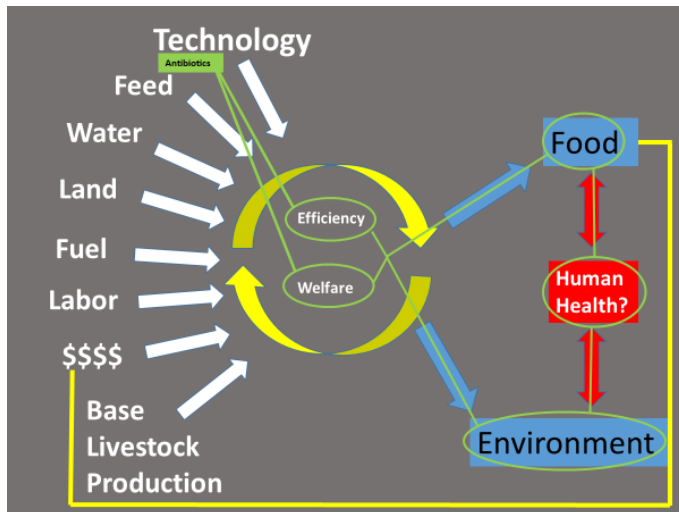 Technology
Antibiotics
Feed
Water
Land
Fuel
Labor
$$$$
Base
Livestock
Production
Efficiency
Welfare
Food
Human
Health?
Environment